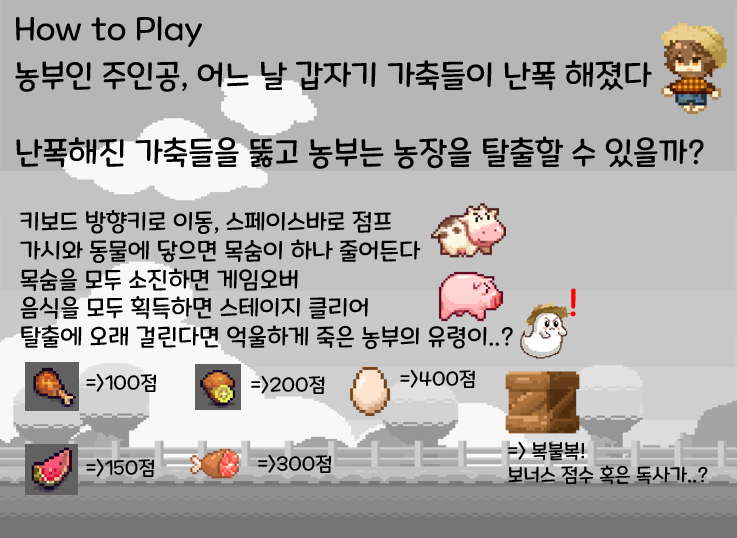 How to Play
농부인 주인공, 어느 날 갑자기 가축들이 난폭 해졌다
난폭해진 가축들을 뚫고 농부는 농장을 탈출할 수 있을까?
키보드 방향키로 이동, 스페이스바로 점프
가시와 동물에 닿으면 목숨이 하나 줄어든다
목숨을 모두 소진하면 게임오버
음식을 모두 획득하면 스테이지 클리어
탈출에 오래 걸린다면 억울하게 죽은 농부의 유령이..?
!
=>100점
=>200점
=>400점
=>150점
=>300점
=> 복불복!
보너스 점수 혹은 독사가..?